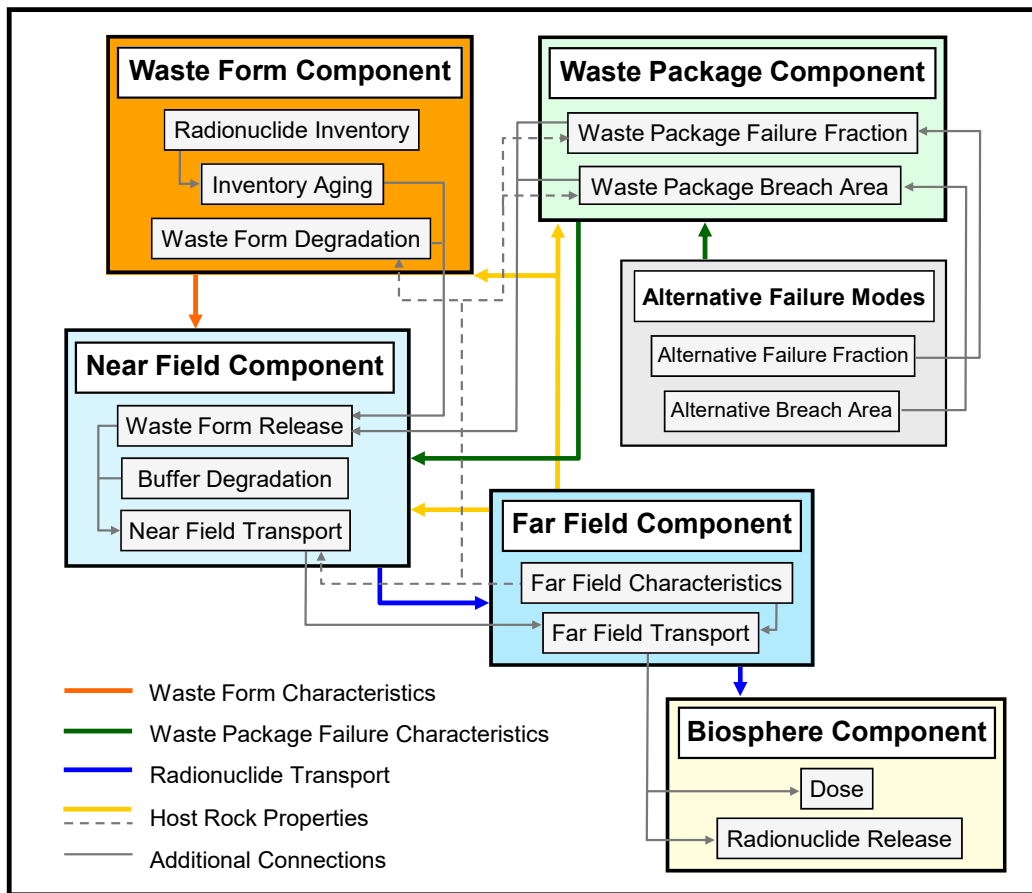 Waste Form Component
Radionuclide Inventory
Inventory Aging
Waste Form Degradation
Waste Package Component
Waste Package Failure Fraction
Waste Package Breach Area
Alternative Failure Modes
Alternative Failure Fraction
Alternative Breach Area
Near Field Component
Waste Form Release
Buffer Degradation
Near Field Transport
Far Field Component
Far Field Characteristics
Far Field Transport
Biosphere Component
Dose
Radionuclide Release
Waste Form Characteristics
Waste Package Failure Characteristics
Radionuclide Transport
Host Rock Properties
Additional Connections